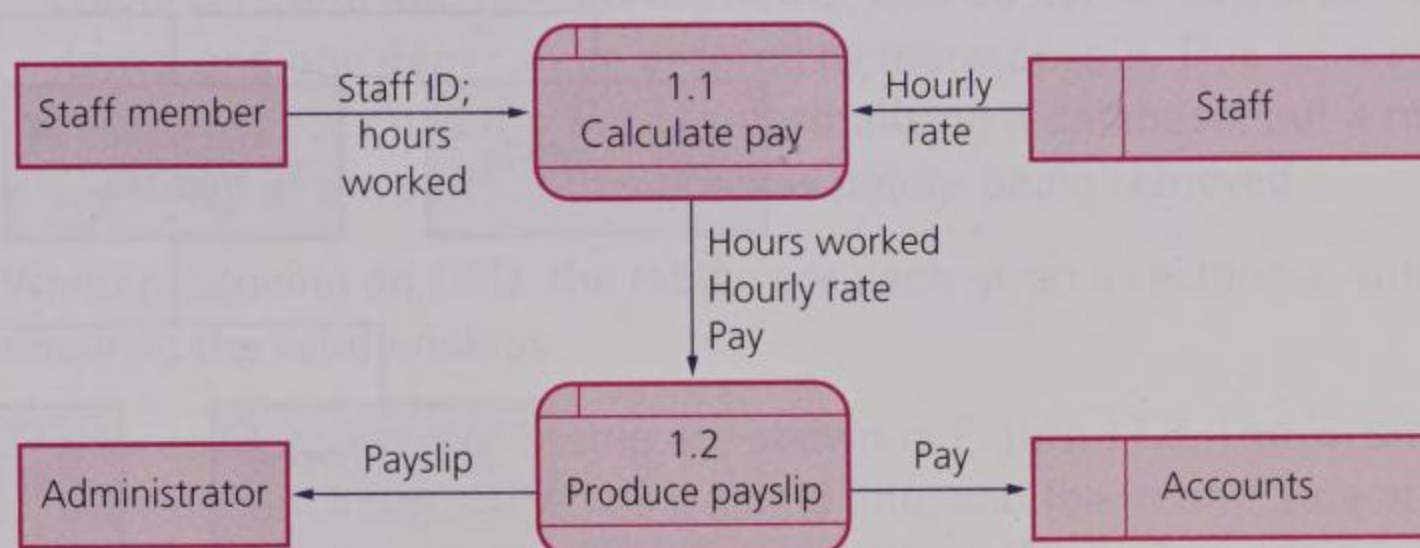 Staff member
Staff ID;
hours
worked
1.1
Calculate pay
Hourly
rate
Staff
Hours worked
Hourly rate
Pay
Administrator
Payslip
1.2
Produce payslip
Pay
Accounts